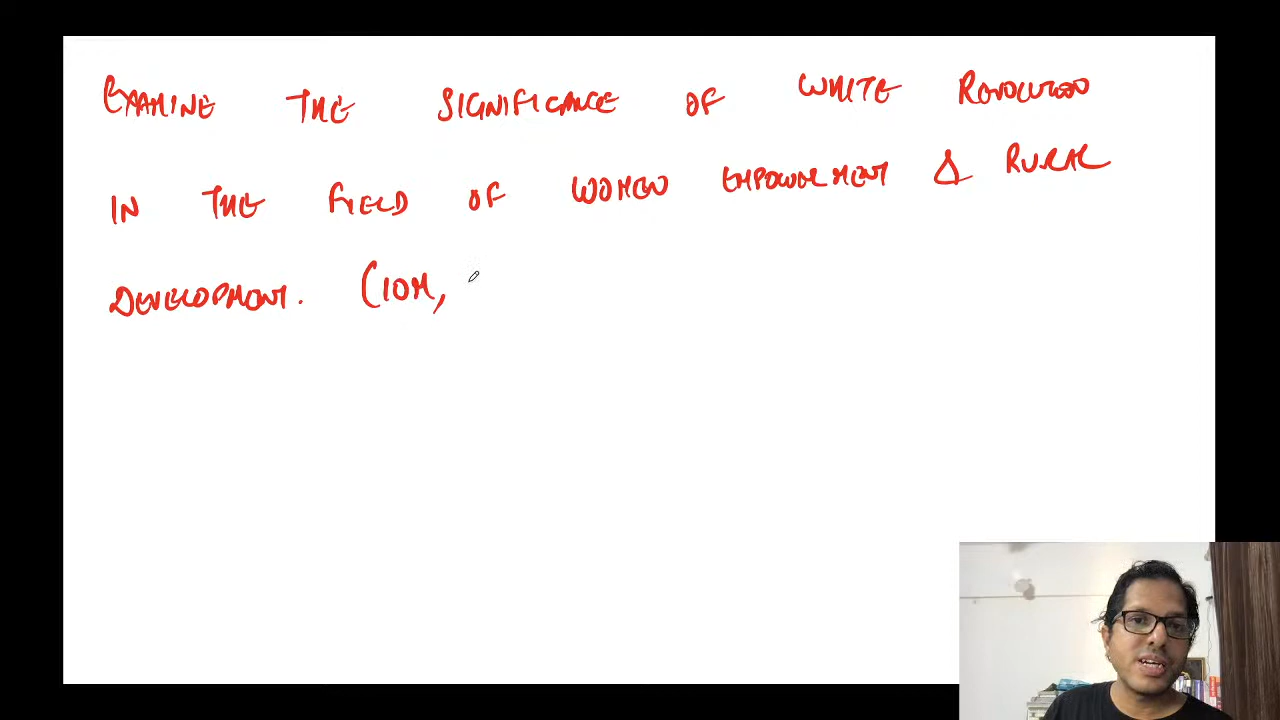 EXAMINE THE SIGNIFICANCE OF WHITE REVOLUTION
IN THE FIELD OF WOMEN EMPOWERMENT & RURAL
DEVELOPMENT. (10M,